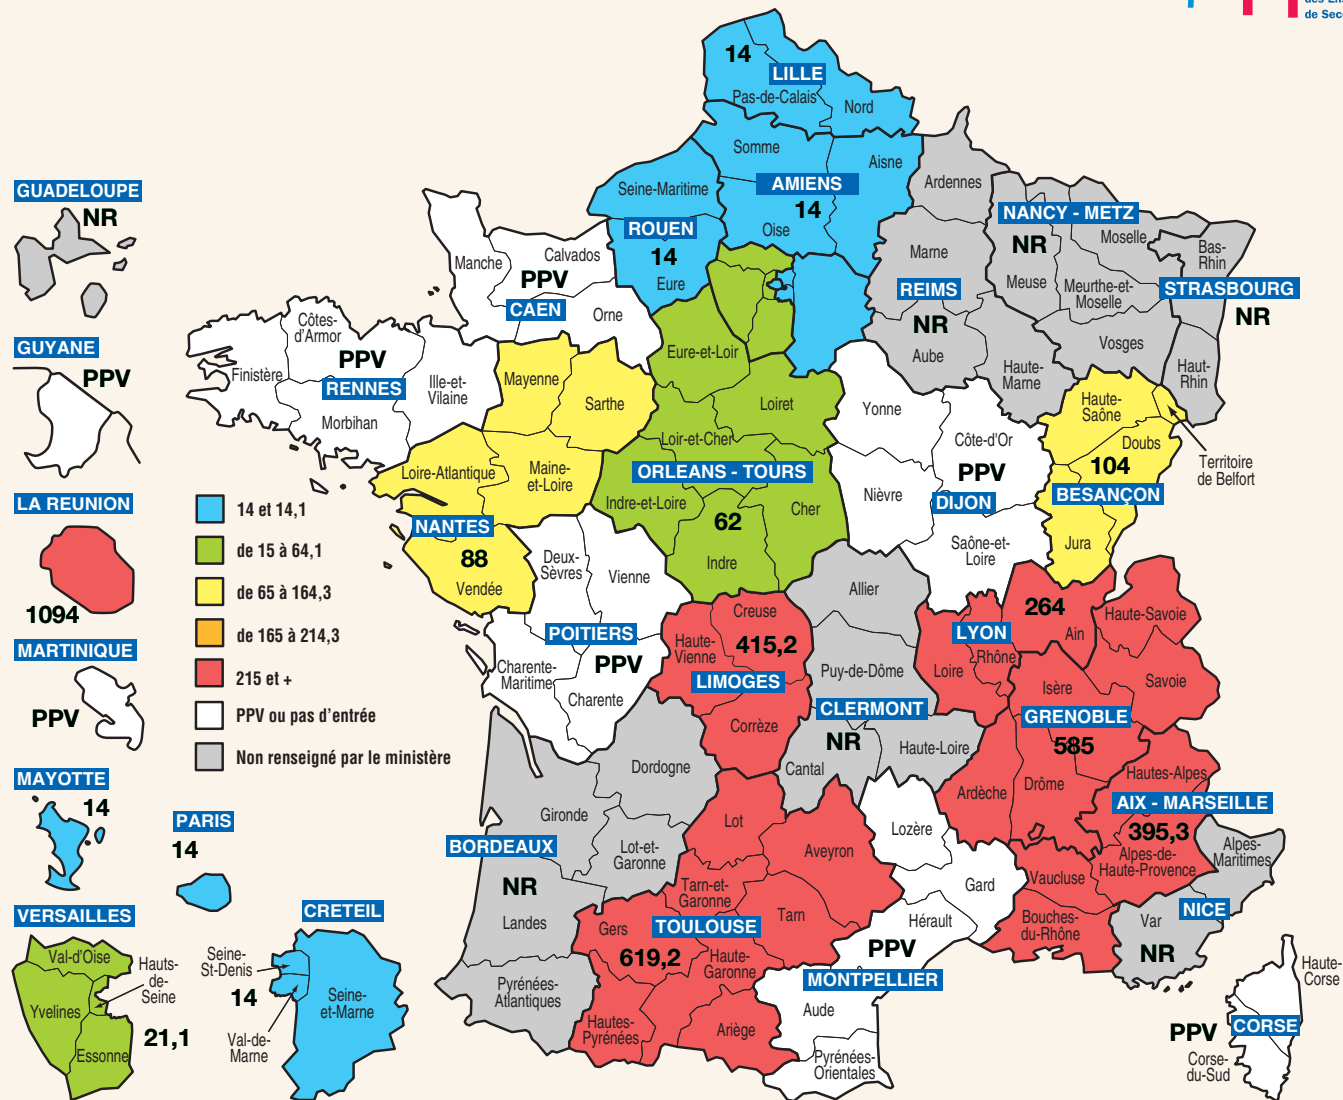 de Seco
14
LILLE
Pas-de-Calais
Nord
Somme
Aisne
AMIENS
14
Oise
Seine-Maritime
ROUEN
14
Eure
Ardennes
NANCY - METZ
NR
Moselle
Meuse
Meurthe-et-
Moselle
Vosges
Bas-
Rhin
STRASBOURG
NR
Haut-
Rhin
Marne
REIMS
NR
Aube
Haute-
Marne
GUADELOUPE
NR
Manche
Calvados
PPV
CAEN
Orne
Côtes-
d'Armor
PPV
Finistère
RENNES
Ille-et-
Vilaine
Morbihan
GUYANE
PPV
Mayenne
Sarthe
Loire-Atlantique
Maine-
et-Loire
NANTES
88
Vendée
Eure-et-Loir
Loiret
Loir-et-Cher
ORLEANS - TOURS
Indre-et-Loire
62
Cher
Indre
Yonne
Côte-d'Or
PPV
Nièvre
DIJON
Saône-et-
Loire
Haute-
Saône
Doubs
104
BESANÇON
Jura
Territoire
de Belfort
LA REUNION
1094
14 et 14,1
de 15 à 64,1
de 65 à 164,3
de 165 à 214,3
215 et +
PPV ou pas d'entrée
Non renseigné par le ministère
MARTINIQUE
PPV
Deux-
Sèvres
Vienne
POITIERS
PPV
Charente-
Maritime
Charente
Creuse
Haute-
Vienne
415,2
LIMOGES
Corrèze
Allier
Puy-de-Dôme
CLERMONT
NR
Haute-Loire
Cantal
264
Ain
LYON
Rhône
Loire
Haute-Savoie
Savoie
Isère
GRENOBLE
585
Ardèche
Drôme
Hautes-Alpes
AIX - MARSEILLE
395,3
Alpes-de-
Haute-Provence
Vaucluse
Bouches-
du-Rhône
Alpes-
Maritimes
NICE
Var
NR
MAYOTTE
14
PARIS
14
Dordogne
Gironde
BORDEAUX
Lot-et-
Garonne
NR
Landes
Pyrénées-
Atlantiques
Lot
Aveyron
Tarn-et-
Garonne
Tarn
Gers
TOULOUSE
619,2
Haute-
Garonne
Hautes-
Pyrénées
Ariège
Lozère
Gard
Hérault
PPV
MONTPELLIER
Aude
Pyrénées-
Orientales
VERSAILLES
Val-d'Oise
Hauts-
de-
Seine
Yvelines
Essonne
21,1
CRETEIL
Seine-
St-Denis
14
Val-de-
Marne
Seine-
et-Marne
Haute-
Corse
PPV
CORSE
Corse-
du-Sud